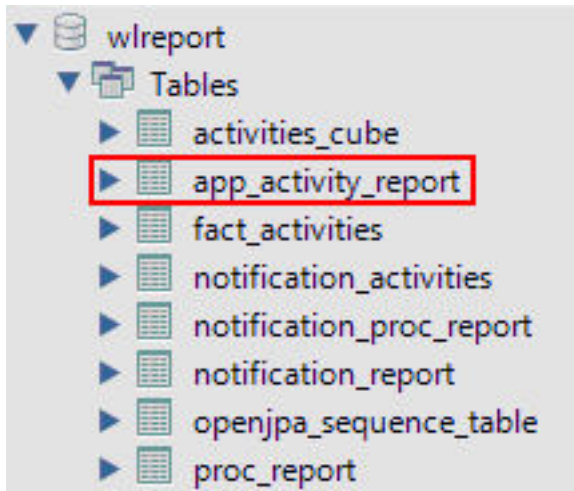 wlreport
Tables
activities_cube
app_activity_report
fact_activities
notification_activities
notification_proc_report
notification_report
openjpa_sequence_table
proc_report